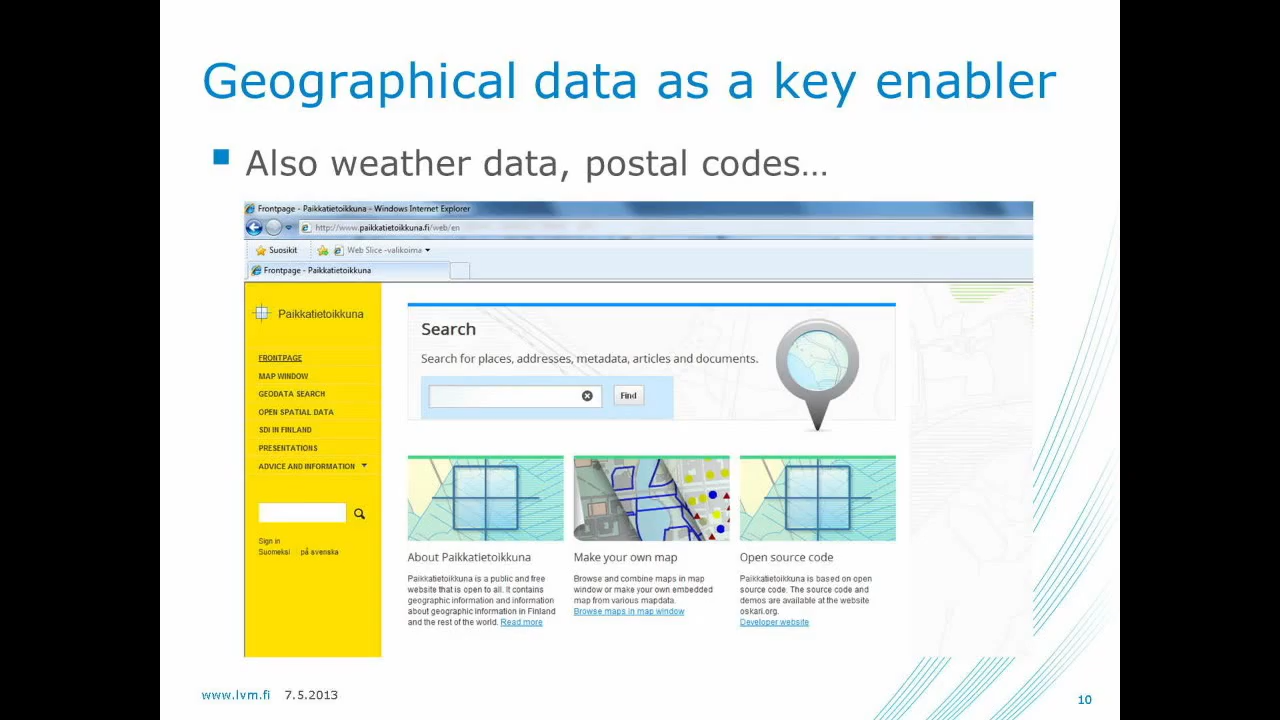 Geographical data as a key enabler
Also weather data, postal codes…
Frontpage - Paikkatietoikkuna - Windows Internet Explorer
http://www.paikkatietoikkuna.fi/web/en
Suosikit
Web Slice -valikoima
Frontpage - Paikkatietoikkuna
Paikkatietoikkuna
FRONTPAGE
MAP WINDOW
GEODATA SEARCH
OPEN SPATIAL DATA
SDI IN FINLAND
PRESENTATIONS
ADVICE AND INFORMATION
Sign in
Suomeksi på svenska
Search
Search for places, addresses, metadata, articles and documents.
Find
About Paikkatietoikkuna
Paikkatietoikkuna is a public and free
website that is open to all. It contains
geographic information and information
about geographic information in Finland
and the rest of the world. Read more
Make your own map
Browse and combine maps in map
window or make your own embedded
map from various mapdata.
Browse maps in map window
Open source code
Paikkatietoikkuna is based on open
source code. The source code and
demos are available at the website
oskari.org.
Developer website
www.lvm.fi 7.5.2013
10